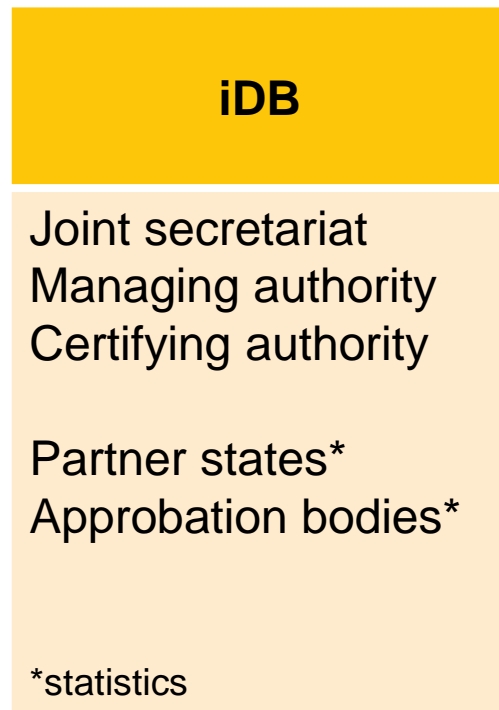 iDB
Joint secretariat
Managing authority
Certifying authority
Partner states*
Approbation bodies*
*statistics